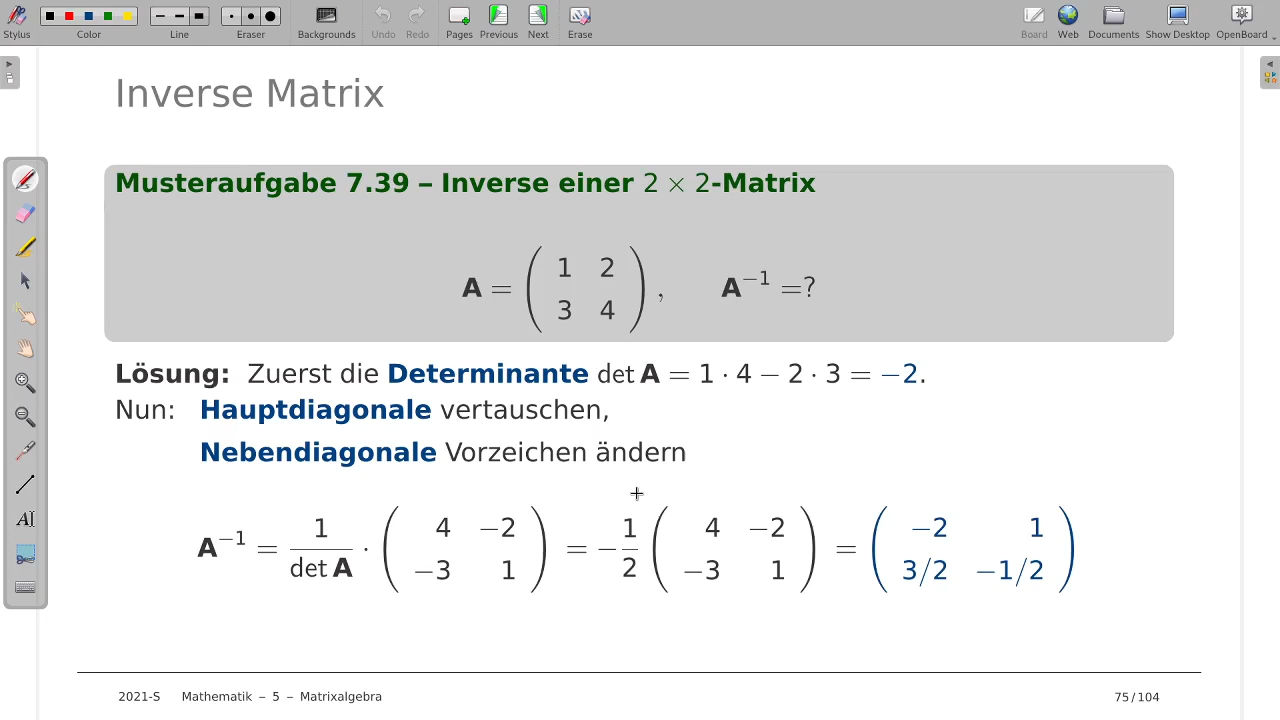 Stylus Color Line Eraser Backgrounds Undo Redo Pages Previous Next Erase Board Web Documents Show Desktop OpenBoard
Inverse Matrix
Musteraufgabe 7.39 – Inverse einer 2 × 2-Matrix
A = ( 1 2 ; 3 4 ), A⁻¹ =?
Lösung: Zuerst die Determinante det A = 1 · 4 − 2 · 3 = −2.
Nun: Hauptdiagonale vertauschen,
Nebendiagonale Vorzeichen ändern
A⁻¹ = 1/det A · ( 4 −2 ; −3 1 ) = −1/2 ( 4 −2 ; −3 1 ) = ( −2 1 ; 3/2 −1/2 )
2021-S Mathematik – 5 – Matrixalgebra 75/104